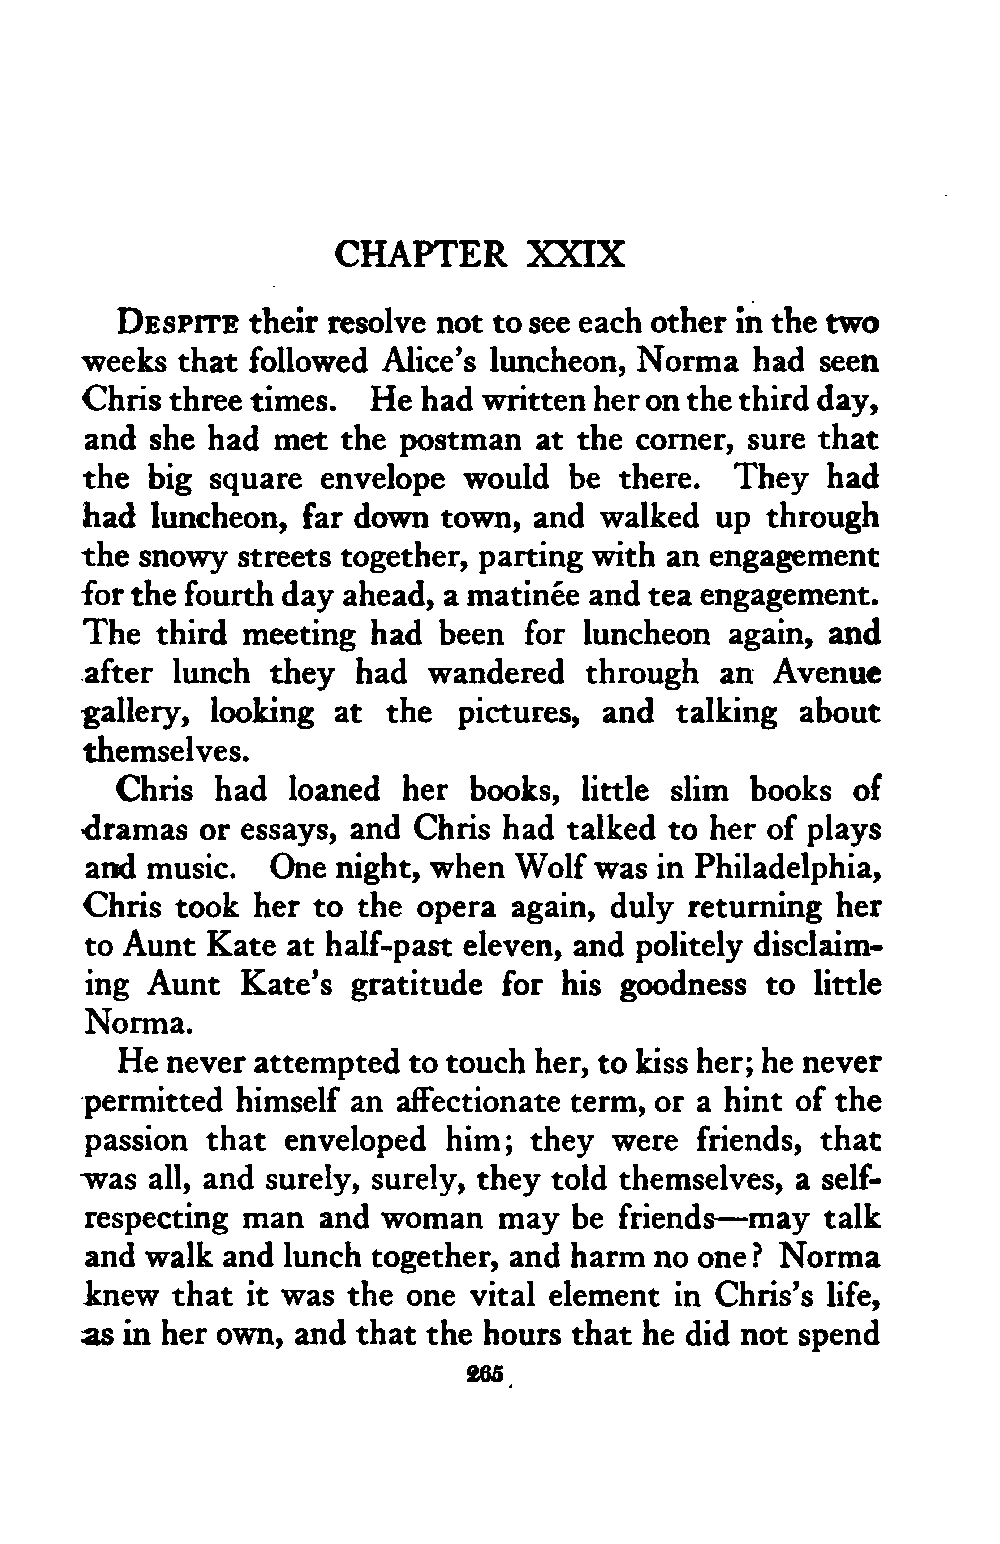 CHAPTER XXIX
DESPITE their resolve not to see each other in the two
weeks that followed Alice's luncheon, Norma had seen
Chris three times. He had written her on the third day,
and she had met the postman at the corner, sure that
the big square envelope would be there. They had
had luncheon, far down town, and walked up through
the snowy streets together, parting with an engagement
for the fourth day ahead, a matinée and tea engagement.
The third meeting had been for luncheon again, and
after lunch they had wandered through an Avenue
gallery, looking at the pictures, and talking about
themselves.
Chris had loaned her books, little slim books of
dramas or essays, and Chris had talked to her of plays
and music. One night, when Wolf was in Philadelphia,
Chris took her to the opera again, duly returning her
to Aunt Kate at half-past eleven, and politely disclaim-
ing Aunt Kate's gratitude for his goodness to little
Norma.
He never attempted to touch her, to kiss her; he never
permitted himself an affectionate term, or a hint of the
passion that enveloped him; they were friends, that
was all, and surely, surely, they told themselves, a self-
respecting man and woman may be friends—may talk
and walk and lunch together, and harm no one? Norma
knew that it was the one vital element in Chris's life,
as in her own, and that the hours that he did not spend
265